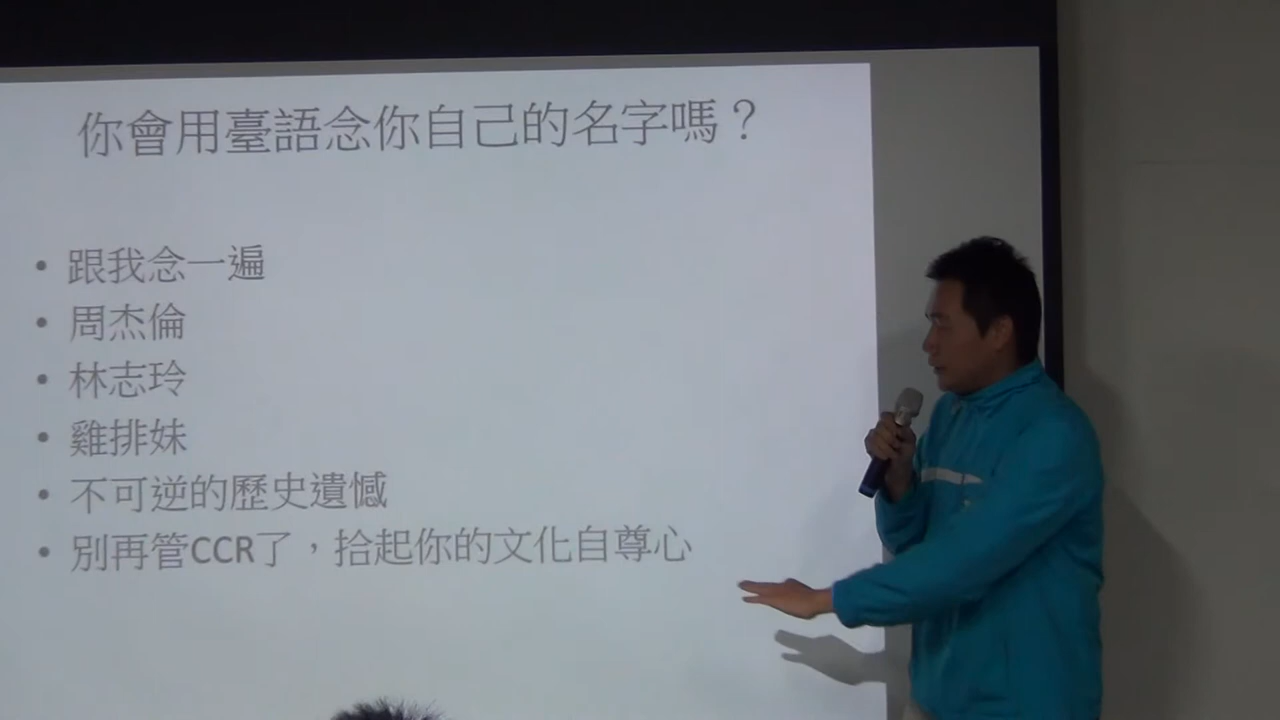 你會用臺語念你自己的名字嗎？
• 跟我念一遍
• 周杰倫
• 林志玲
• 雞排妹
• 不可逆的歷史遺憾
• 別再管CCR了，拾起你的文化自尊心